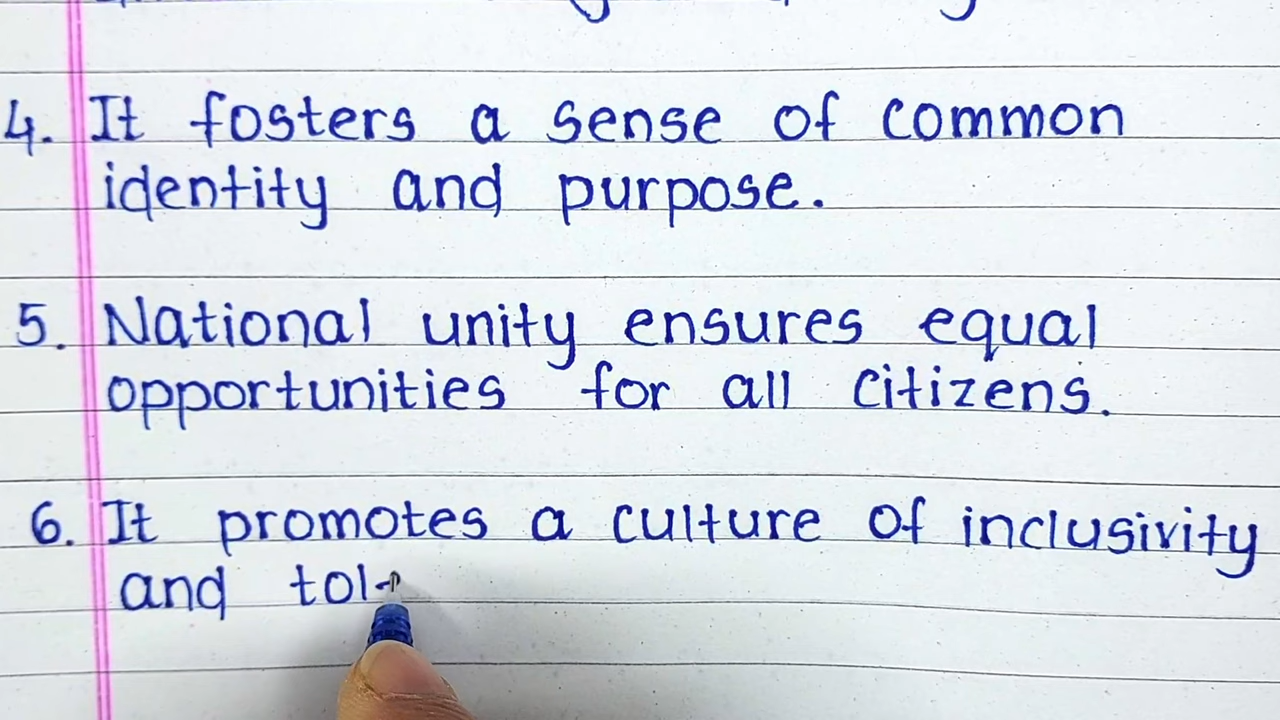 4. It fosters a sense of common
identity and purpose.
5. National unity ensures equal
opportunities for all citizens.
6. It promotes a culture of inclusivity
and tol